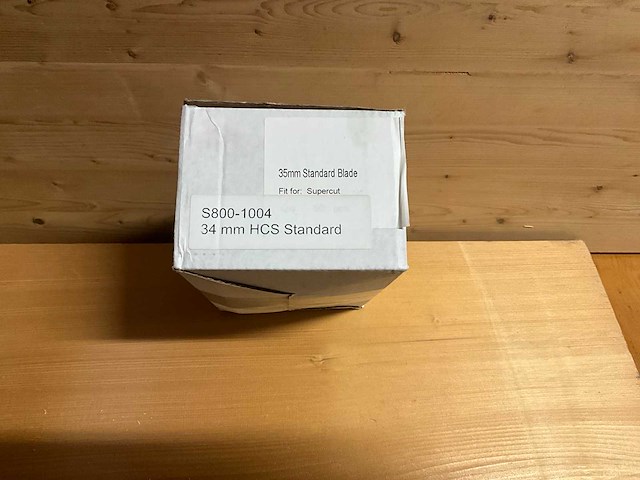 35mm Standard Blade
Fit for: Supercut
S800-1004
34 mm HCS Standard